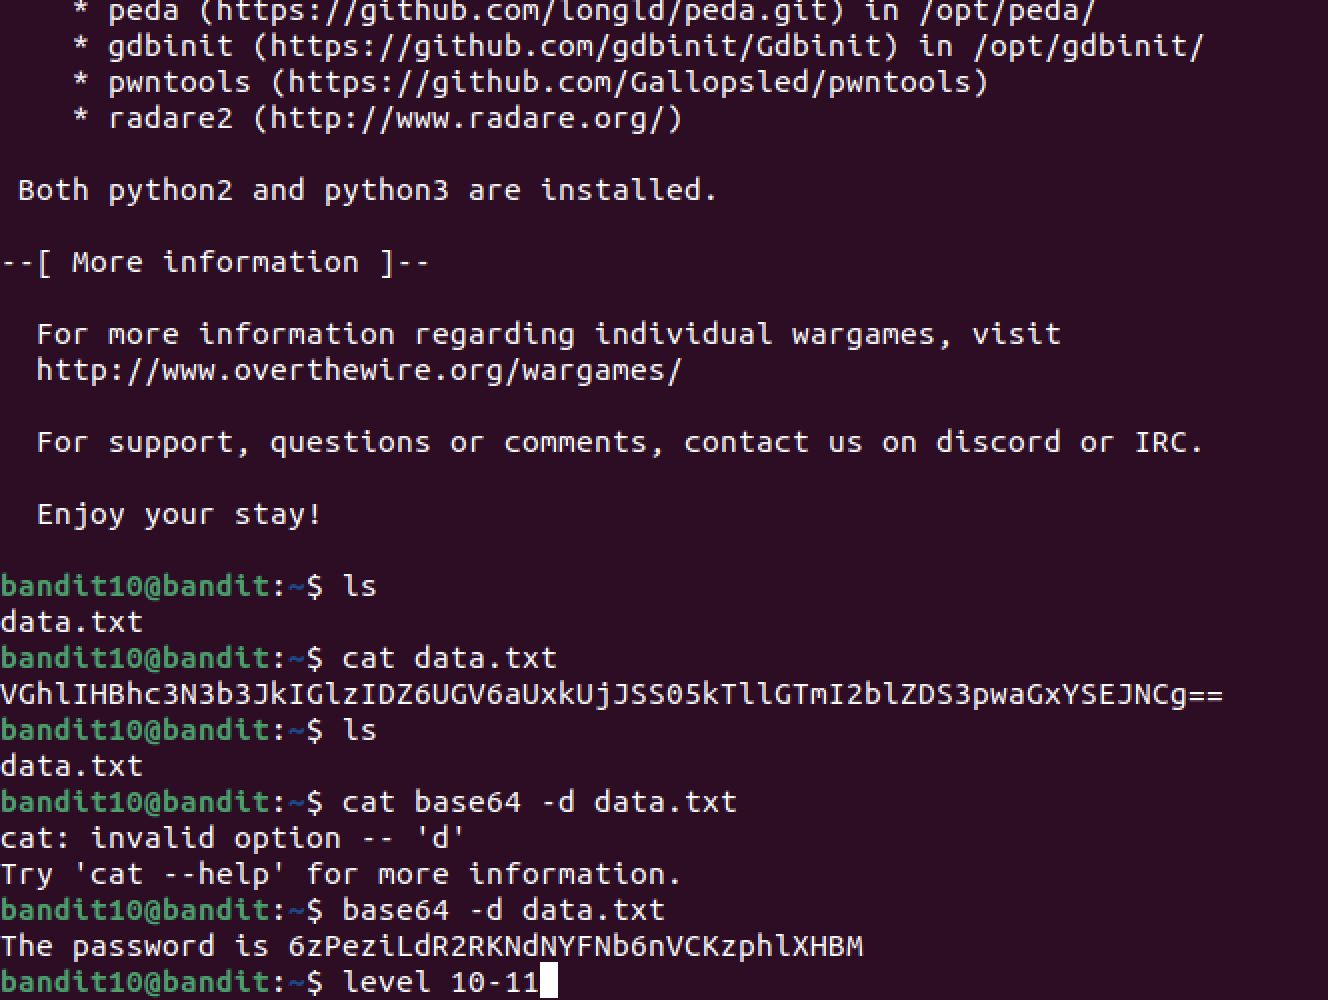 * peda (https://github.com/longld/peda.git) in /opt/peda/
* gdbinit (https://github.com/gdbinit/Gdbinit) in /opt/gdbinit/
* pwntools (https://github.com/Gallopsled/pwntools)
* radare2 (http://www.radare.org/)
Both python2 and python3 are installed.
--[ More information ]--
For more information regarding individual wargames, visit
http://www.overthewire.org/wargames/
For support, questions or comments, contact us on discord or IRC.
Enjoy your stay!
bandit10@bandit:~$ ls
data.txt
bandit10@bandit:~$ cat data.txt
VGhlIHBhc3N3b3JkIGlzIDZ6UGV6aUxkUjJSS05kTllGTmI2blZDS3pwaGxYSEJNCg==
bandit10@bandit:~$ ls
data.txt
bandit10@bandit:~$ cat base64 -d data.txt
cat: invalid option -- 'd'
Try 'cat --help' for more information.
bandit10@bandit:~$ base64 -d data.txt
The password is 6zPeziLdR2RKNdNYFNb6nVCKzphlXHBM
bandit10@bandit:~$ level 10-11